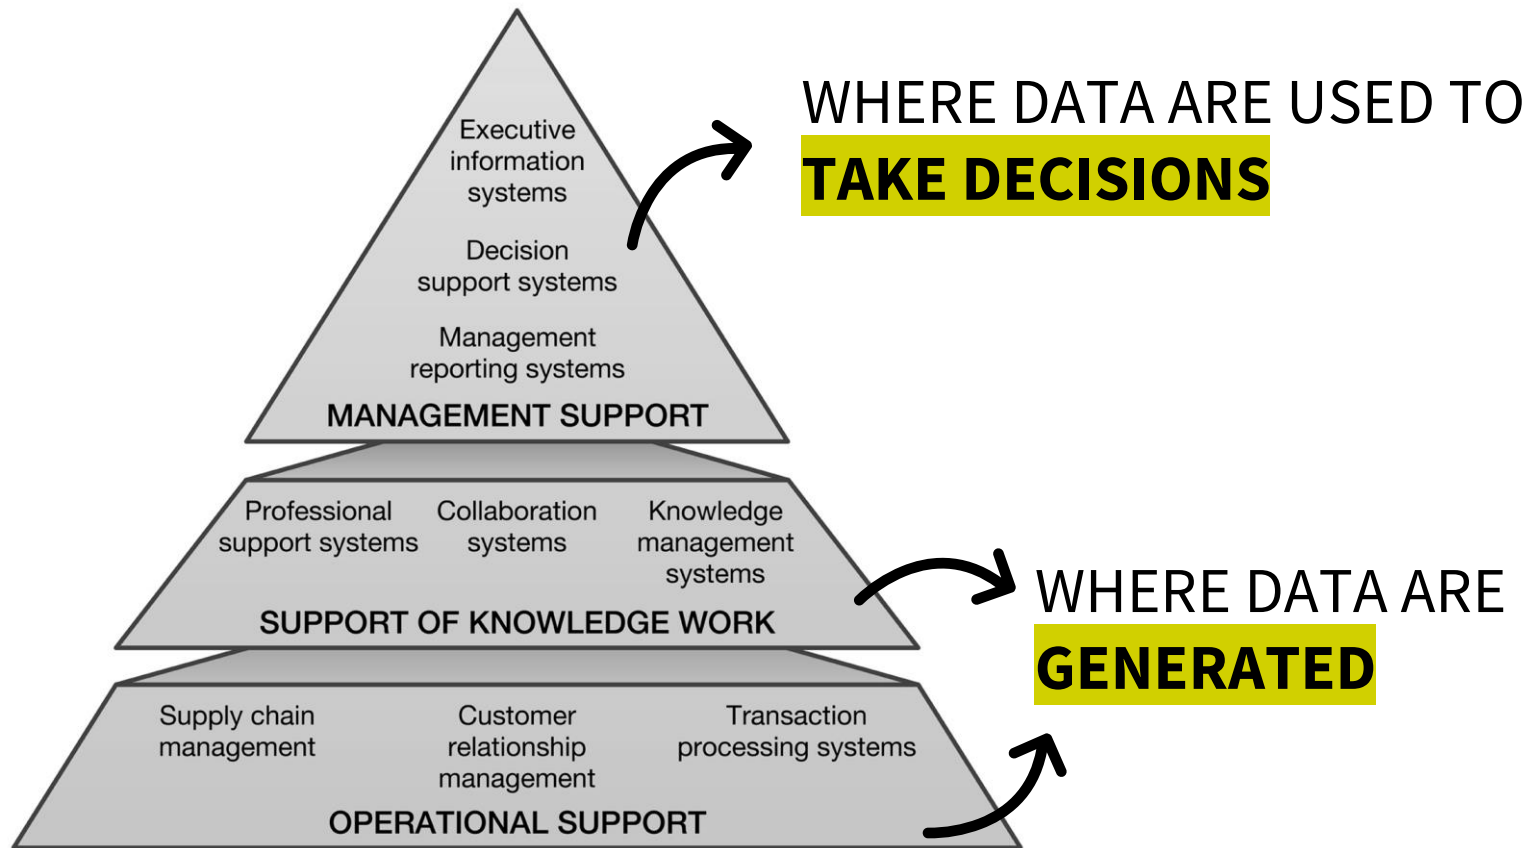 Executive
information
systems
Decision
support systems
Management
reporting systems
MANAGEMENT SUPPORT
WHERE DATA ARE USED TO
TAKE DECISIONS
Professional
support systems
Collaboration
systems
Knowledge
management
systems
SUPPORT OF KNOWLEDGE WORK
WHERE DATA ARE
GENERATED
Supply chain
management
Customer
relationship
management
Transaction
processing systems
OPERATIONAL SUPPORT